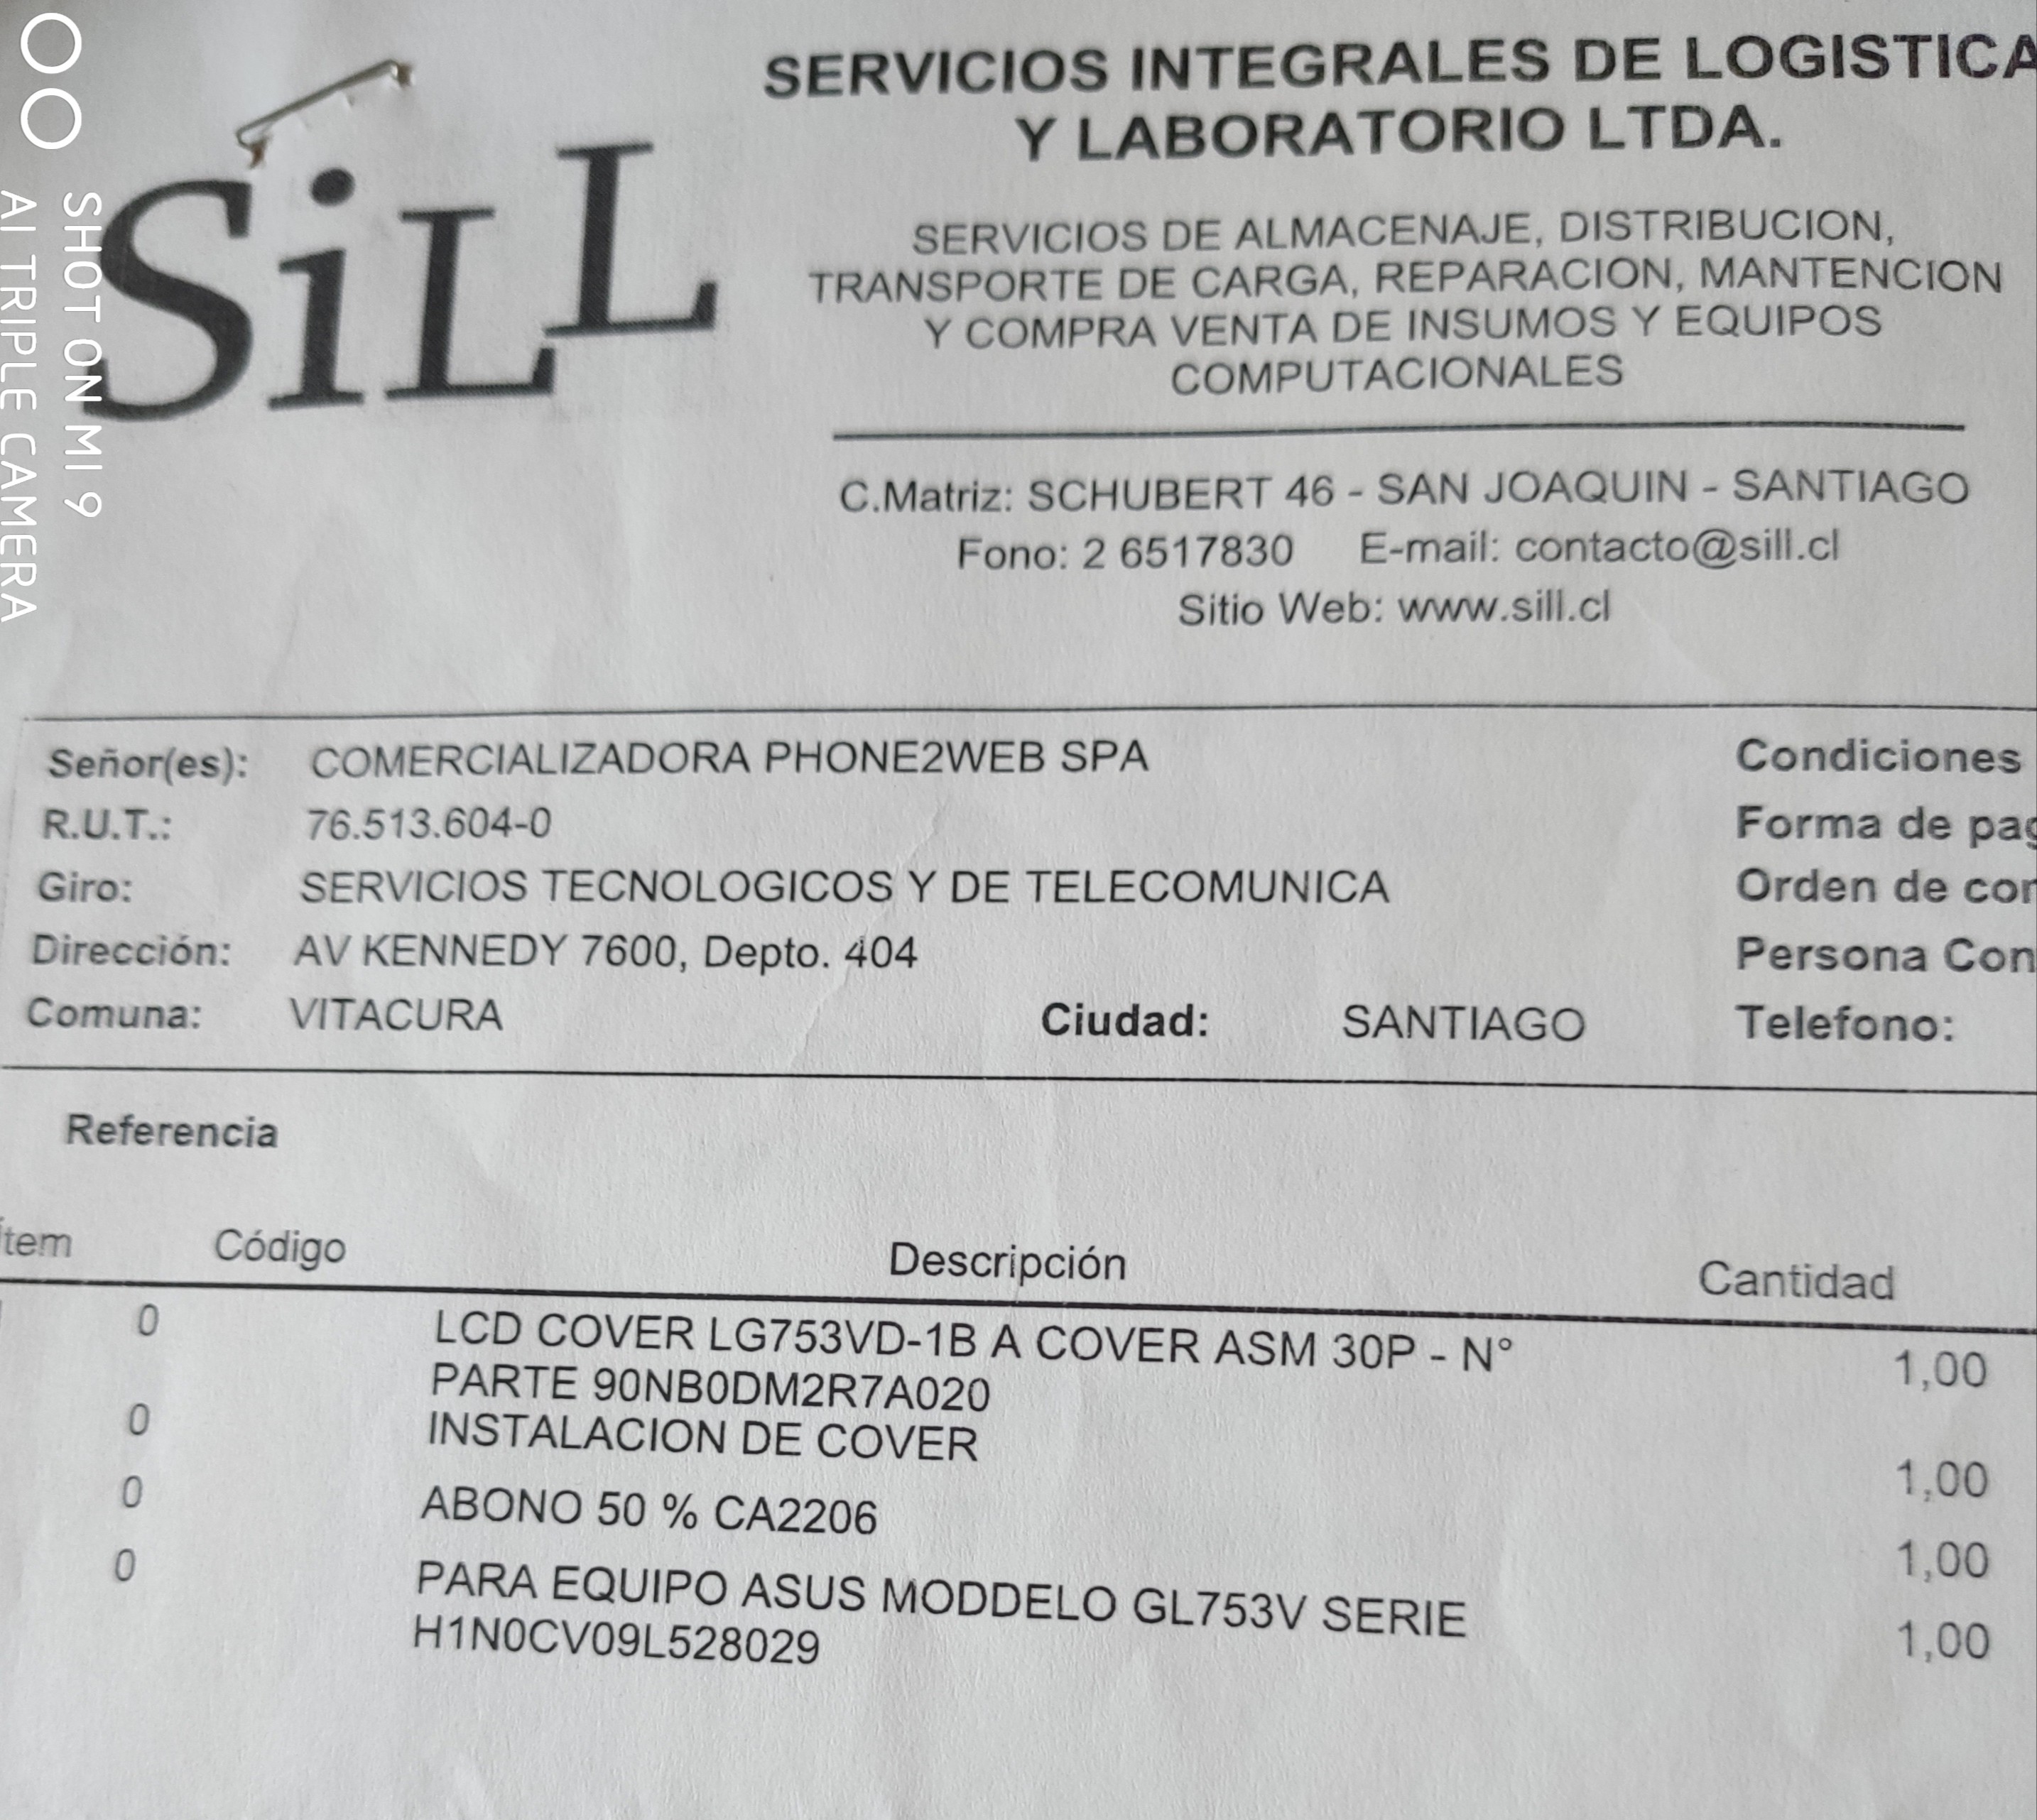 SHOT ON MI 9
AI TRIPLE CAMERA
SiLL
SERVICIOS INTEGRALES DE LOGISTICA
Y LABORATORIO LTDA.
SERVICIOS DE ALMACENAJE, DISTRIBUCION,
TRANSPORTE DE CARGA, REPARACION, MANTENCION
Y COMPRA VENTA DE INSUMOS Y EQUIPOS
COMPUTACIONALES
C.Matriz: SCHUBERT 46 - SAN JOAQUIN - SANTIAGO
Fono: 2 6517830 E-mail: contacto@sill.cl
Sitio Web: www.sill.cl
Señor(es): COMERCIALIZADORA PHONE2WEB SPA Condiciones
R.U.T.: 76.513.604-0 Forma de pag
Giro: SERVICIOS TECNOLOGICOS Y DE TELECOMUNICA Orden de com
Dirección: AV KENNEDY 7600, Depto. 404 Persona Con
Comuna: VITACURA Ciudad: SANTIAGO Telefono:
Referencia
Ítem Código Descripción Cantidad
0 LCD COVER LG753VD-1B A COVER ASM 30P - N° 1,00
PARTE 90NB0DM2R7A020
0 INSTALACION DE COVER 1,00
0 ABONO 50 % CA2206 1,00
0 PARA EQUIPO ASUS MODDELO GL753V SERIE 1,00
H1N0CV09L528029